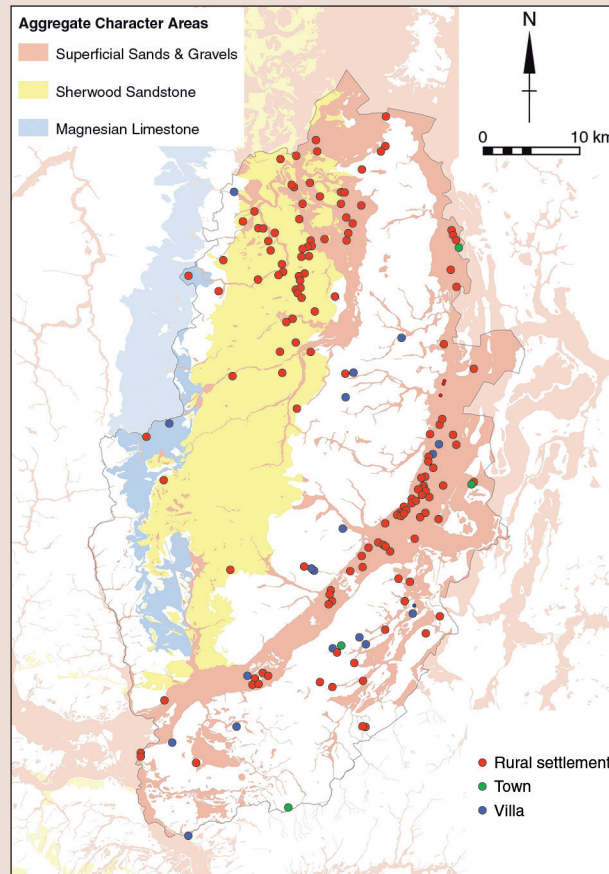 Aggregate Character Areas
Superficial Sands & Gravels
Sherwood Sandstone
Magnesian Limestone
N
0 10 km
Rural settlement
Town
Villa